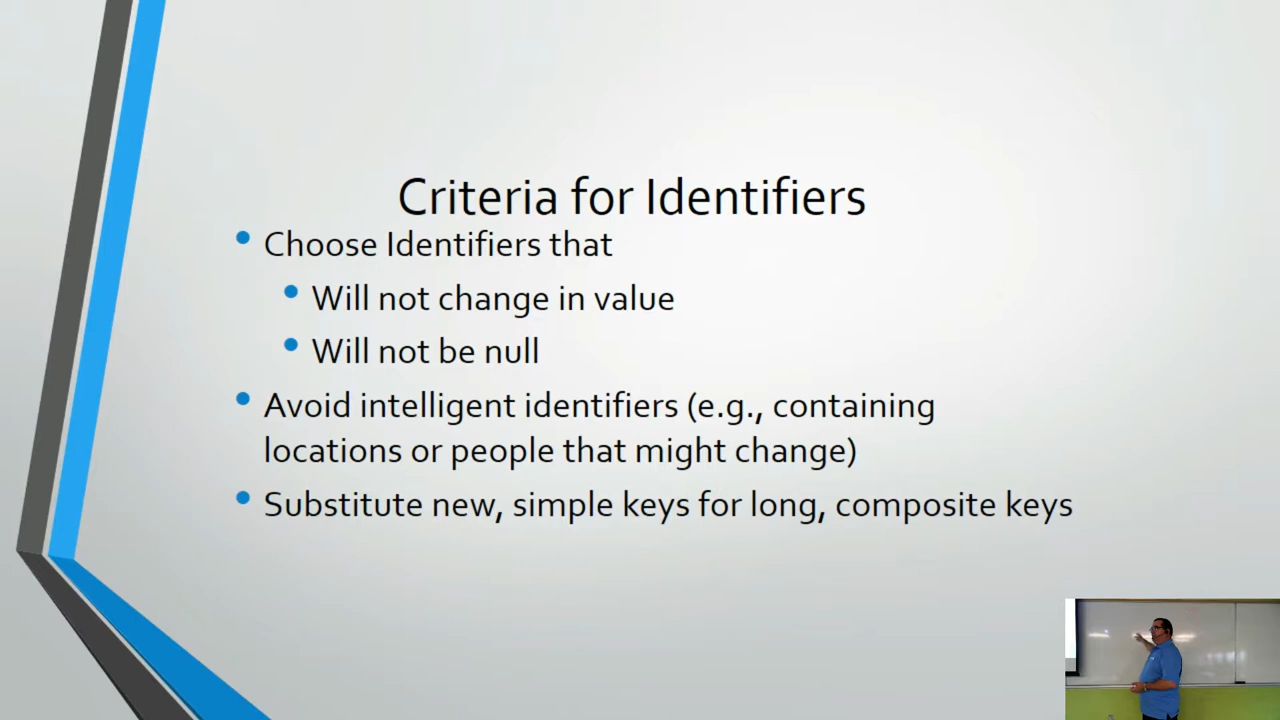 Criteria for Identifiers
• Choose Identifiers that
• Will not change in value
• Will not be null
• Avoid intelligent identifiers (e.g., containing
locations or people that might change)
• Substitute new, simple keys for long, composite keys